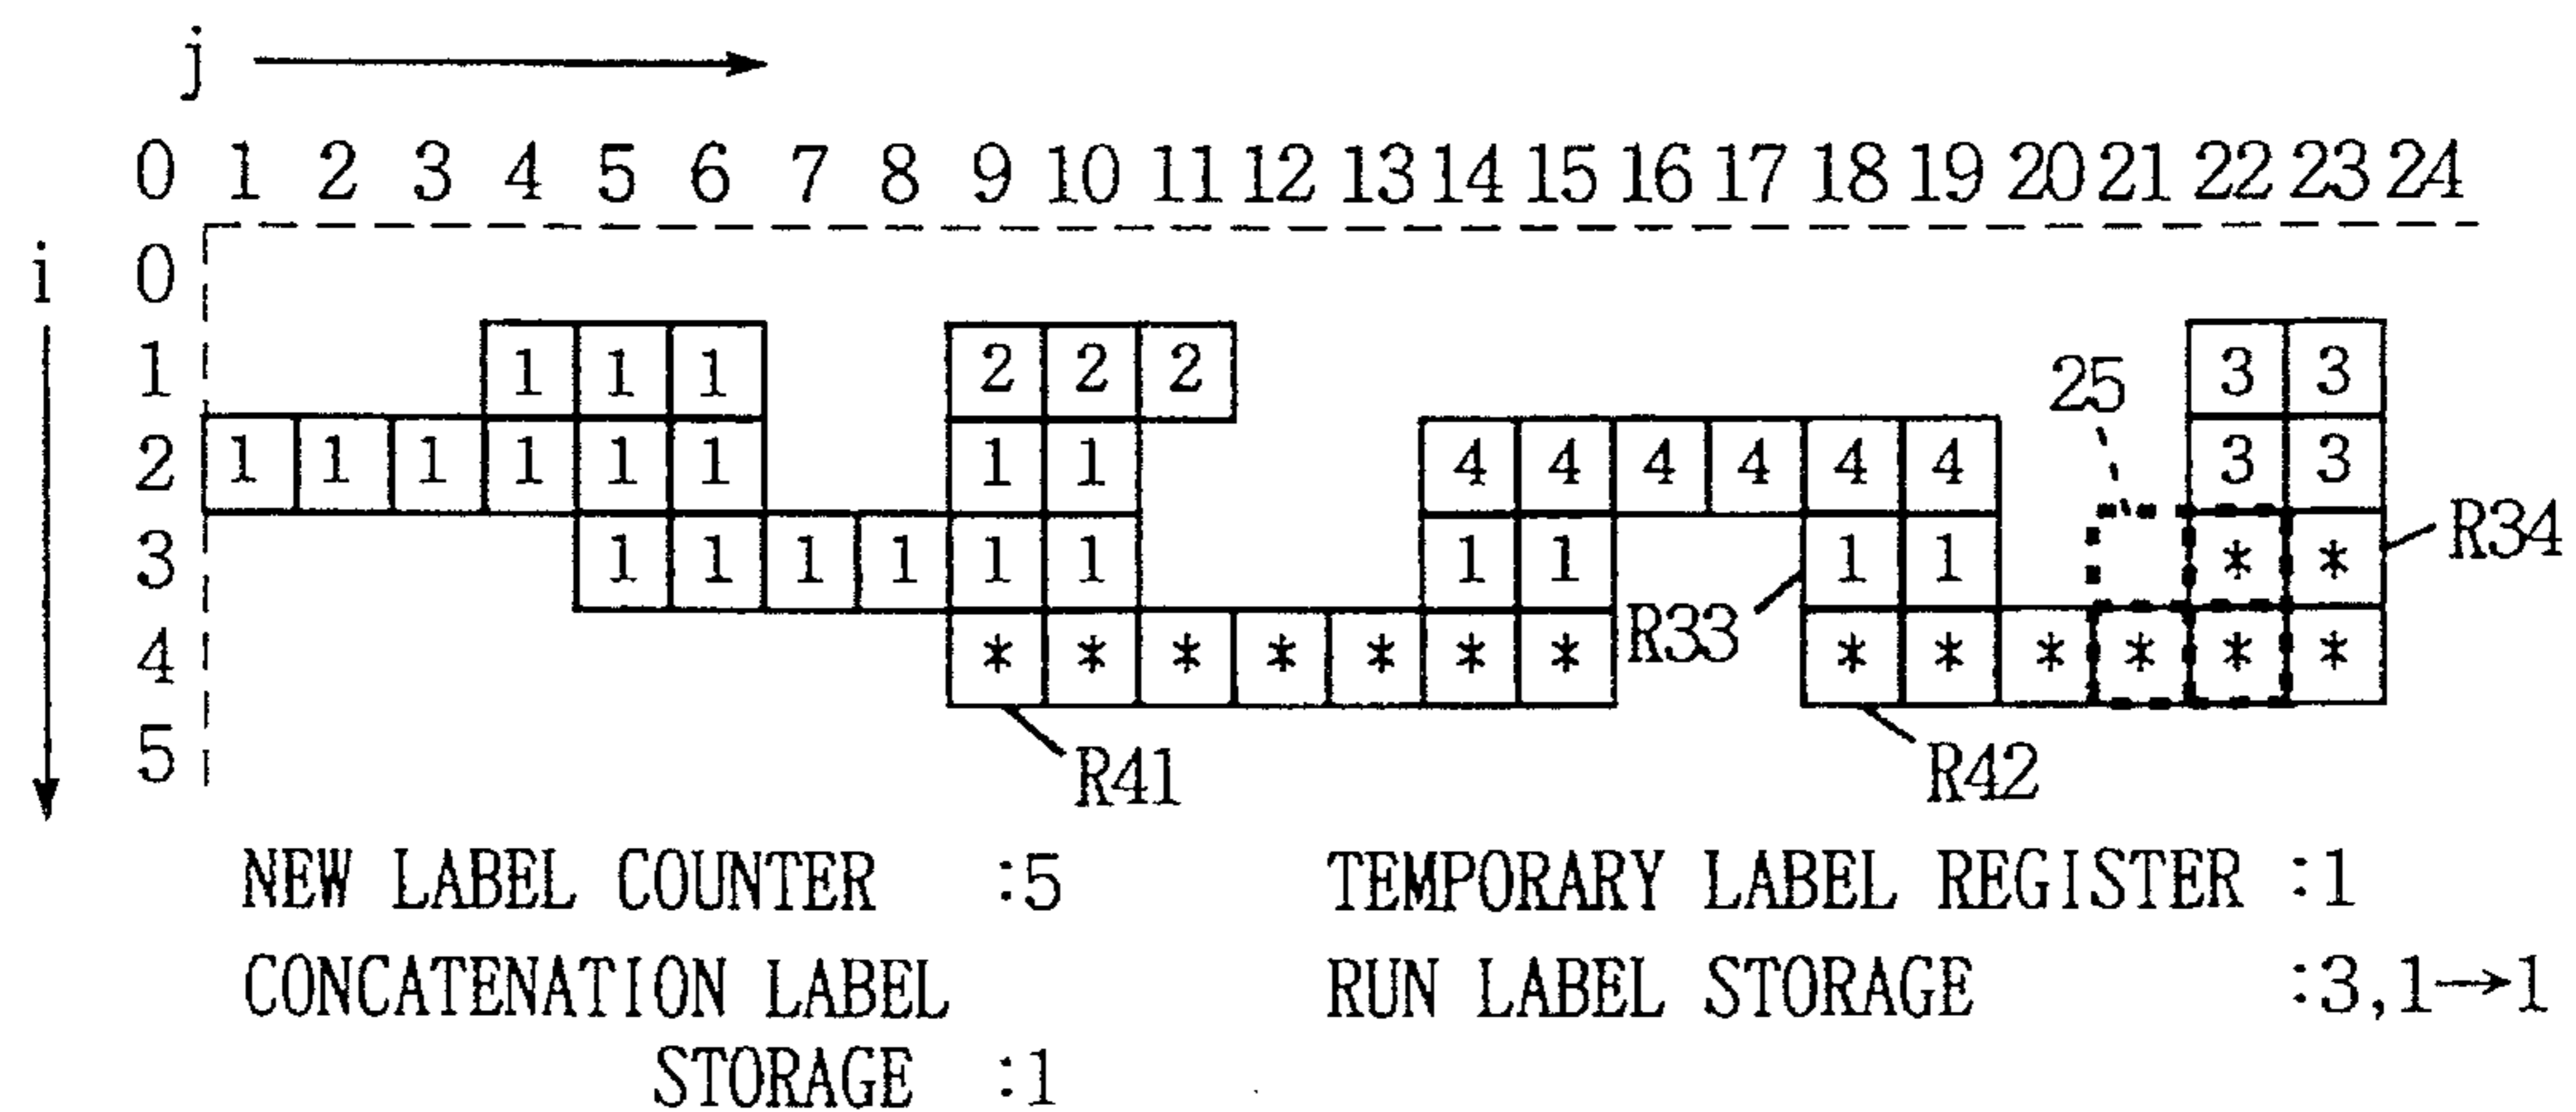 j
0 1 2 3 4 5 6 7 8 9 10 11 12 13 14 15 16 17 18 19 20 21 22 23 24
i 0
1 1 1 1 2 2 2 25 3 3
2 1 1 1 1 1 1 1 1 4 4 4 4 4 4 3 3
3 1 1 1 1 1 1 1 1 R33 1 1 * * R34
4 * * * * * * * * * * * * *
5 R41 R42
NEW LABEL COUNTER :5 TEMPORARY LABEL REGISTER :1
CONCATENATION LABEL RUN LABEL STORAGE :3,1→1
STORAGE :1